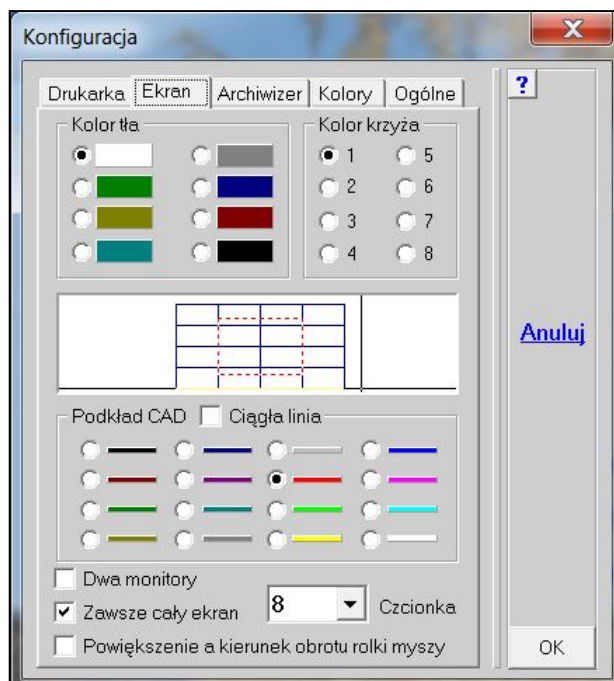 Konfiguracja
Drukarka Ekran Archiwizer Kolory Ogólne
?
Kolor tła
Kolor krzyża
1 5
2 6
3 7
4 8
Anuluj
Podkład CAD Ciągła linia
Dwa monitory
Zawsze cały ekran 8 Czcionka
Powiększenie a kierunek obrotu rolki myszy
OK